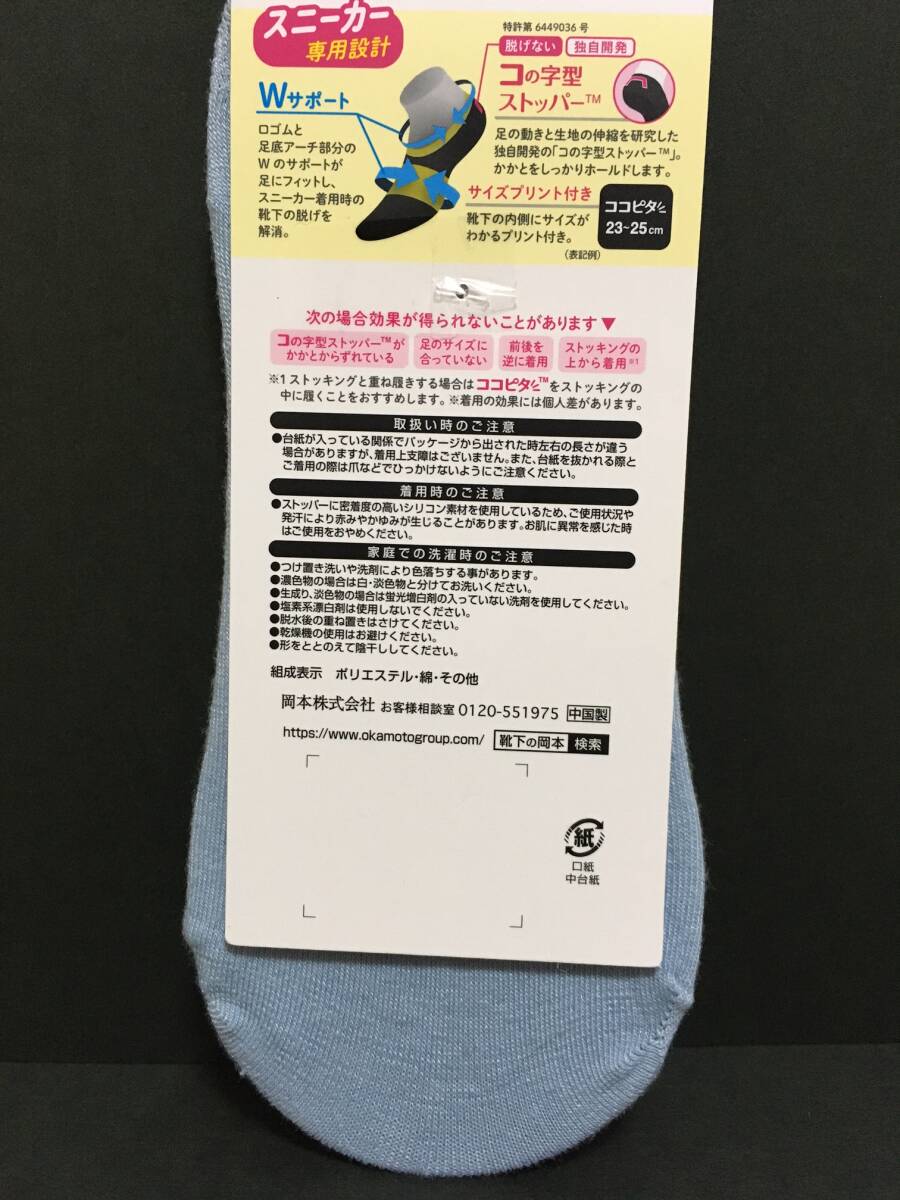 スニーカー
専用設計
Wサポート
口ゴムと
足底アーチ部分の
Wのサポートが
足にフィットし、
スニーカー着用時の
靴下の脱げを
解消。
特許第6449036号
脱げない 独自開発
コの字型
ストッパー™
足の動きと生地の伸縮を研究した
独自開発の「コの字型ストッパー™」。
かかとをしっかりホールドします。
サイズプリント付き
靴下の内側にサイズが
わかるプリント付き。
ココピタ
23~25cm
(表記例)
次の場合効果が得られないことがあります▼
コの字型ストッパー™が
かかとからずれている
足のサイズに
合っていない
前後を
逆に着用
ストッキングの
上から着用※1
※1ストッキングと重ね履きする場合はココピタ™をストッキングの
中に履くことをおすすめします。※着用の効果には個人差があります。
取扱い時のご注意
●台紙が入っている関係でパッケージから出された時左右の長さが違う
場合がありますが、着用上支障はございません。また、台紙を抜かれる際と
ご着用の際は爪などでひっかけないようにご注意ください。
着用時のご注意
●ストッパーに密着度の高いシリコン素材を使用しているため、ご使用状況や
発汗により赤みやかゆみが生じることがあります。お肌に異常を感じた時
はご使用をおやめください。
家庭での洗濯時のご注意
●つけ置き洗いや洗剤により色落ちする事があります。
●濃色物の場合は白・淡色物と分けてお洗いください。
●生成り、淡色物の場合は蛍光増白剤の入っていない洗剤を使用してください。
●塩素系漂白剤は使用しないでください。
●脱水後の重ね置きはさけてください。
●乾燥機の使用はお避けください。
●形をととのえて陰干ししてください。
組成表示 ポリエステル・綿・その他
岡本株式会社 お客様相談室 0120-551975 中国製
https://www.okamotogroup.com/ 靴下の岡本 検索
紙
口紙
中台紙